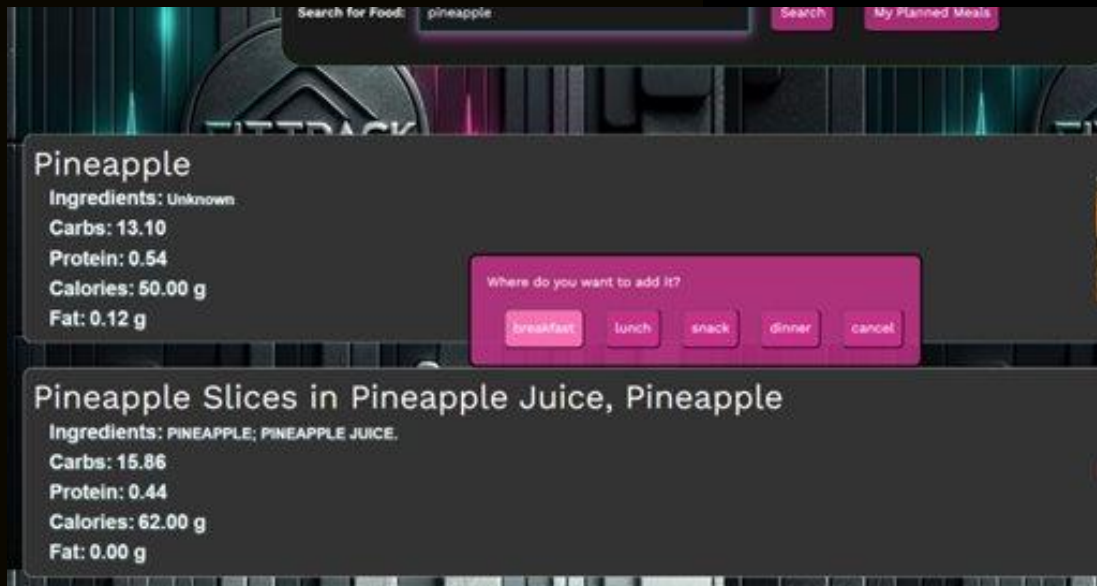 Search for Food: pineapple Search My Planned Meals
FITTRACK
Pineapple
Ingredients: Unknown
Carbs: 13.10
Protein: 0.54
Calories: 50.00 g
Fat: 0.12 g
Where do you want to add it?
breakfast lunch snack dinner cancel
Pineapple Slices in Pineapple Juice, Pineapple
Ingredients: PINEAPPLE; PINEAPPLE JUICE.
Carbs: 15.86
Protein: 0.44
Calories: 62.00 g
Fat: 0.00 g